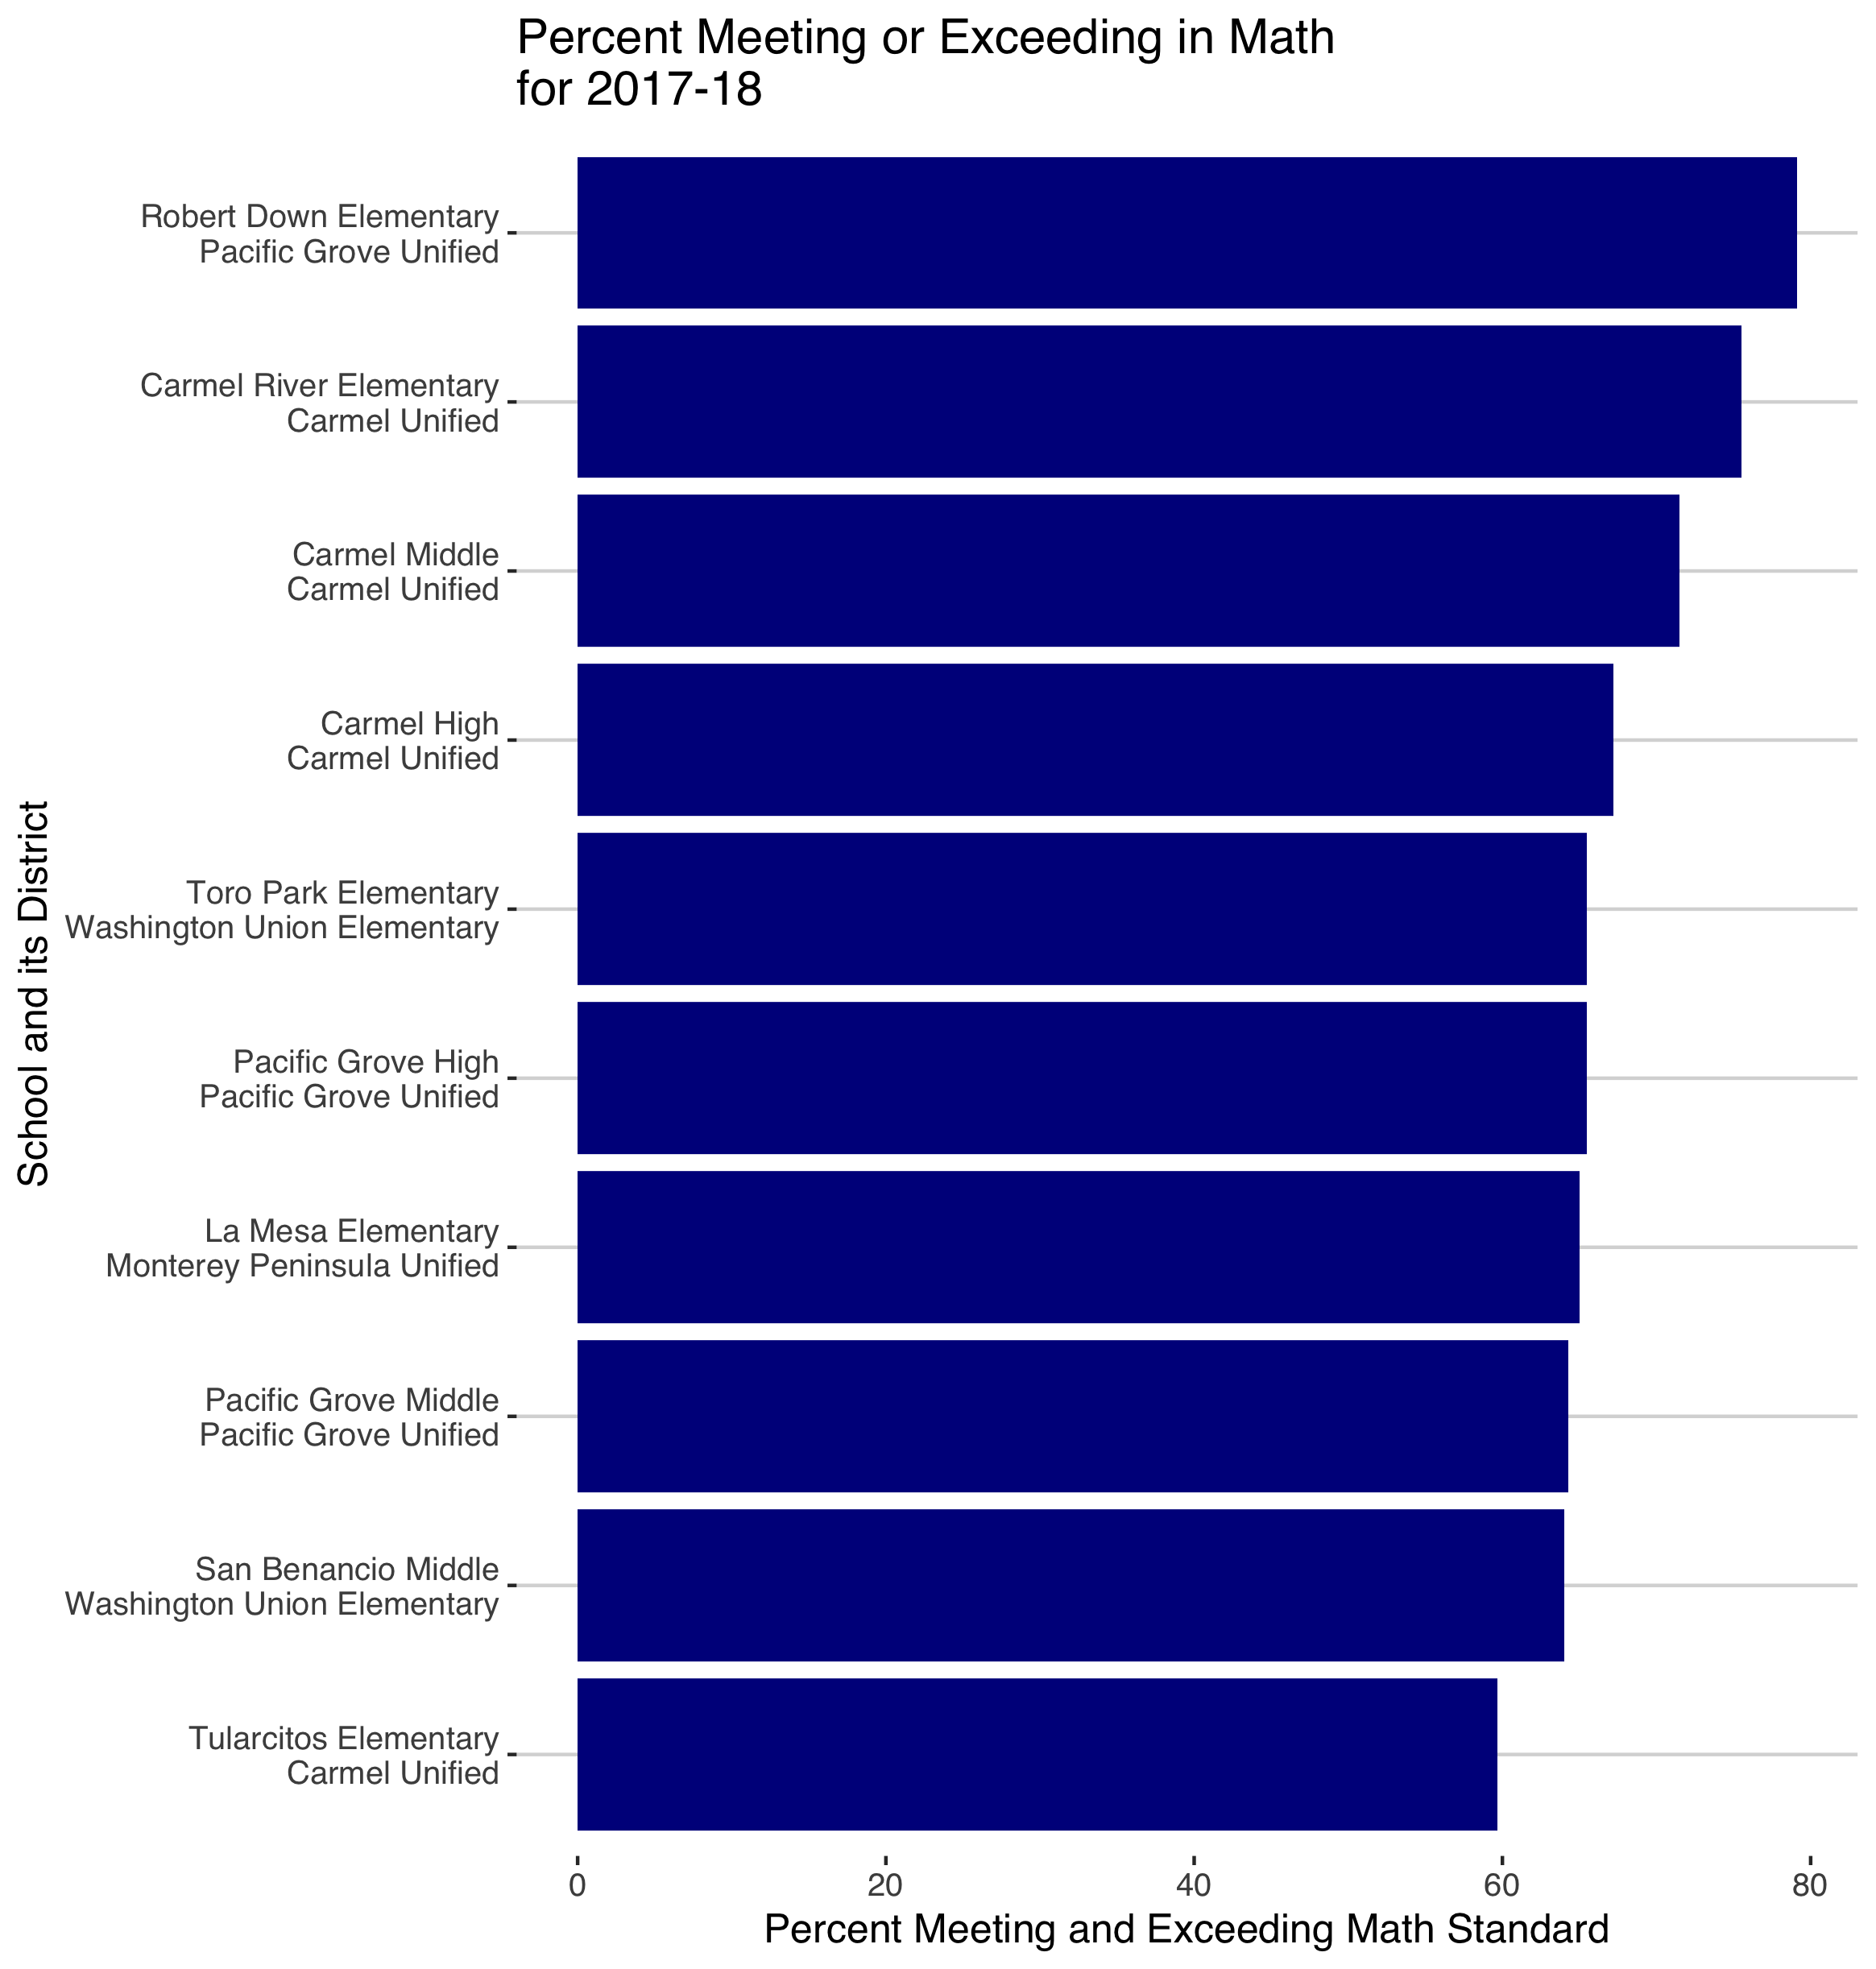 Percent Meeting or Exceeding in Math
for 2017-18
School and its District
Robert Down Elementary
Pacific Grove Unified
Carmel River Elementary
Carmel Unified
Carmel Middle
Carmel Unified
Carmel High
Carmel Unified
Toro Park Elementary
Washington Union Elementary
Pacific Grove High
Pacific Grove Unified
La Mesa Elementary
Monterey Peninsula Unified
Pacific Grove Middle
Pacific Grove Unified
San Benancio Middle
Washington Union Elementary
Tularcitos Elementary
Carmel Unified
0 20 40 60 80
Percent Meeting and Exceeding Math Standard